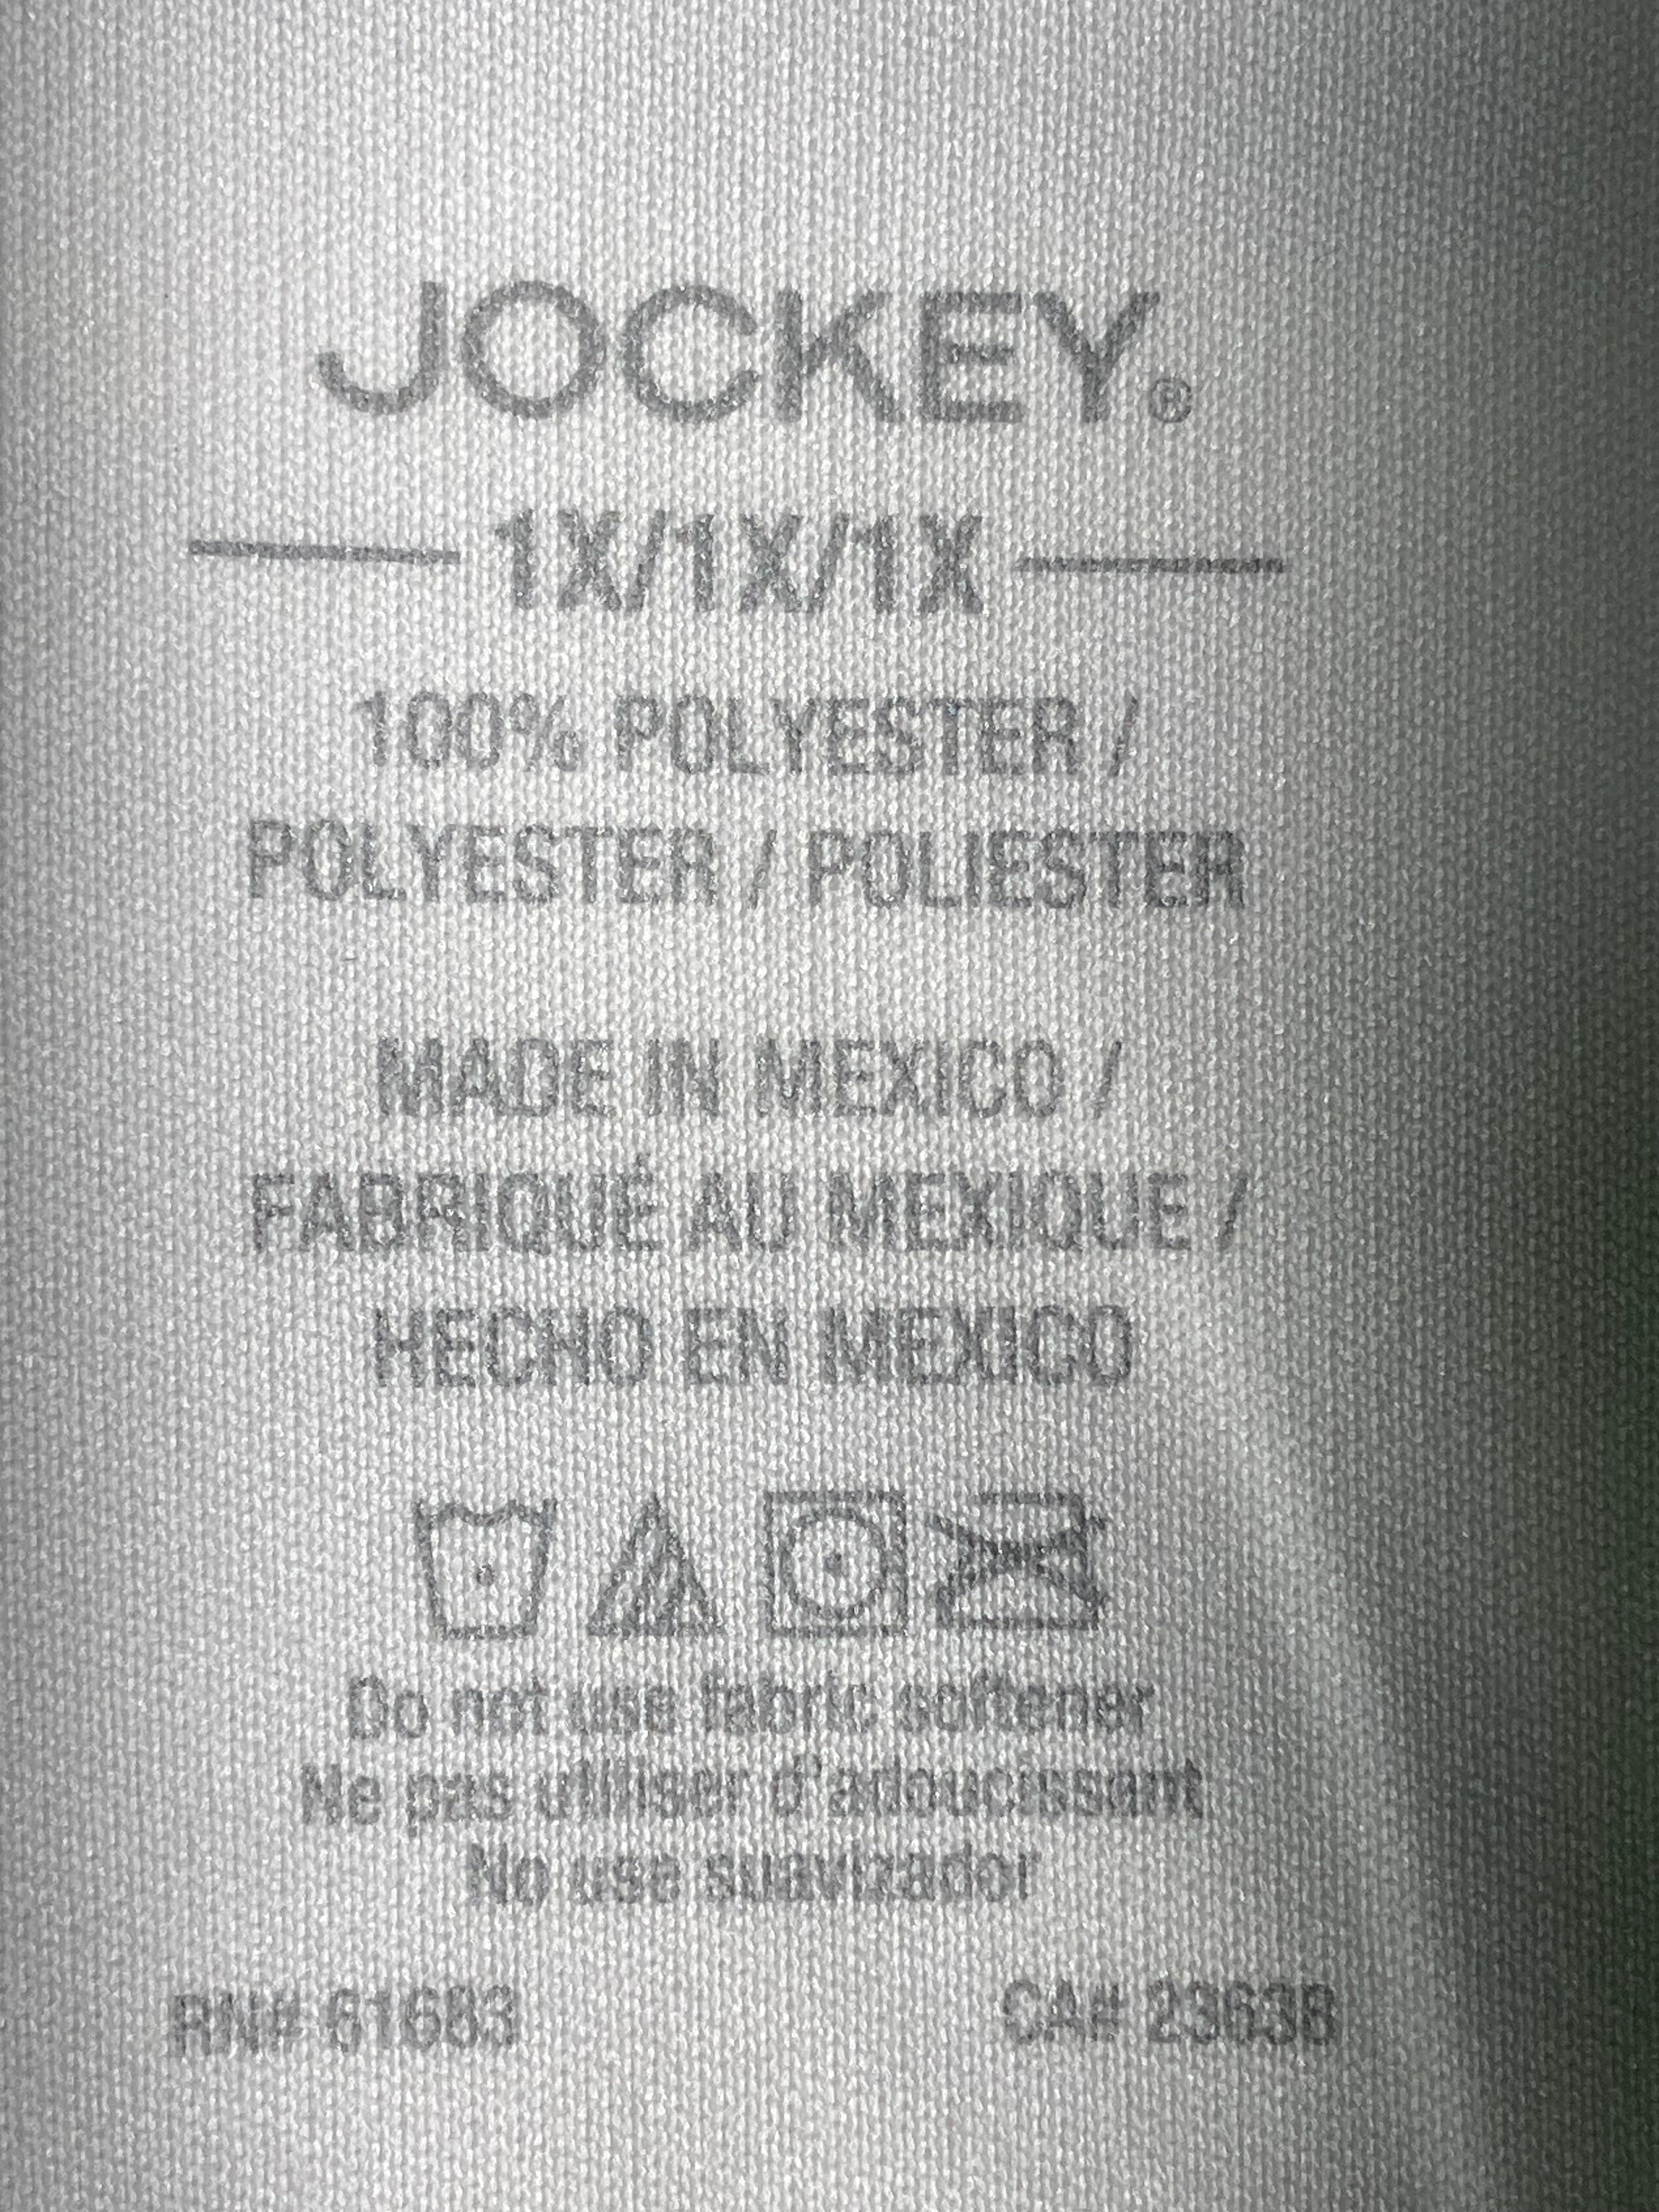 JOCKEY®
1X/1X/1X
100% POLYESTER /
POLYESTER / POLIESTER
MADE IN MEXICO /
FABRIQUÉ AU MEXIQUE /
HECHO EN MEXICO
Do not use fabric softener
Ne pas utiliser d'adoucissant
No use suavizador
RN# 61683 CA# 23638